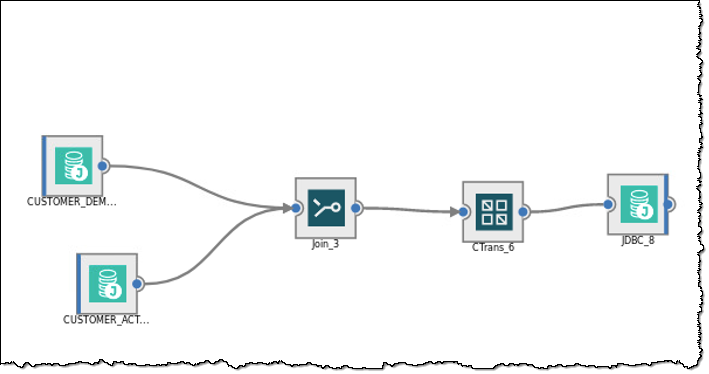 CUSTOMER_DEM...
Join_3
CTrans_6
JDBC_8
CUSTOMER_ACT...